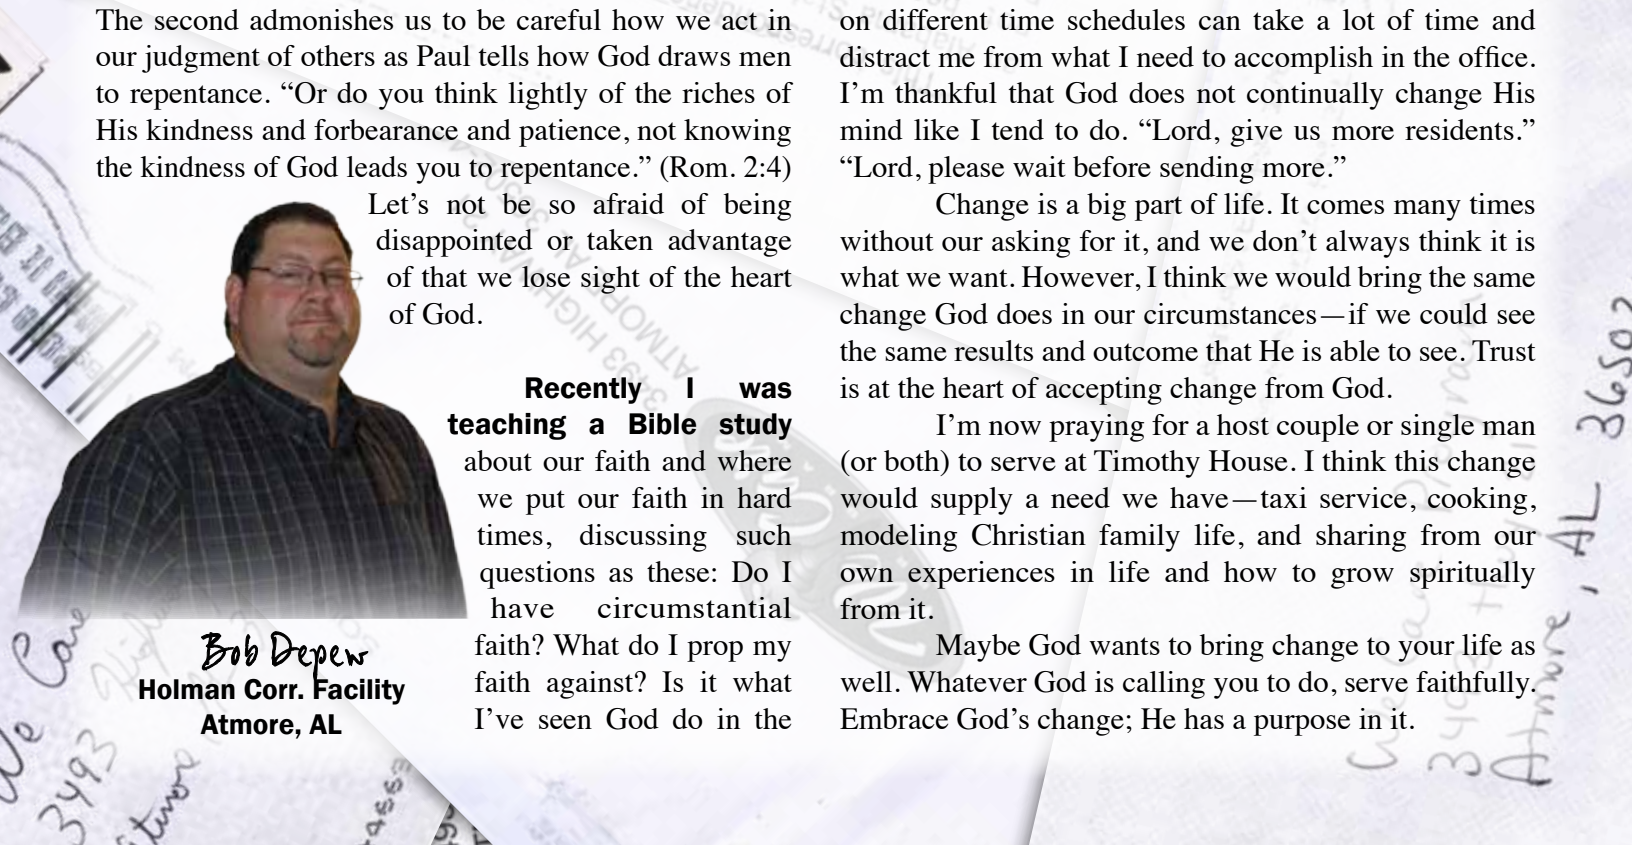 The second admonishes us to be careful how we act in
our judgment of others as Paul tells how God draws men
to repentance. “Or do you think lightly of the riches of
His kindness and forbearance and patience, not knowing
the kindness of God leads you to repentance.” (Rom. 2:4)
Let’s not be so afraid of being
disappointed or taken advantage
of that we lose sight of the heart
of God.
Recently I was
teaching a Bible study
about our faith and where
we put our faith in hard
times, discussing such
questions as these: Do I
have circumstantial
faith? What do I prop my
faith against? Is it what
I’ve seen God do in the
Bob Depew
Holman Corr. Facility
Atmore, AL
on different time schedules can take a lot of time and
distract me from what I need to accomplish in the office.
I’m thankful that God does not continually change His
mind like I tend to do. “Lord, give us more residents.”
“Lord, please wait before sending more.”
Change is a big part of life. It comes many times
without our asking for it, and we don’t always think it is
what we want. However, I think we would bring the same
change God does in our circumstances—if we could see
the same results and outcome that He is able to see. Trust
is at the heart of accepting change from God.
I’m now praying for a host couple or single man
(or both) to serve at Timothy House. I think this change
would supply a need we have—taxi service, cooking,
modeling Christian family life, and sharing from our
own experiences in life and how to grow spiritually
from it.
Maybe God wants to bring change to your life as
well. Whatever God is calling you to do, serve faithfully.
Embrace God’s change; He has a purpose in it.
We Care
3493
Atmore
3493 HIGHWAY
ATMORE AL
We Care Program
3493 Hwy
Atmore, AL 36503